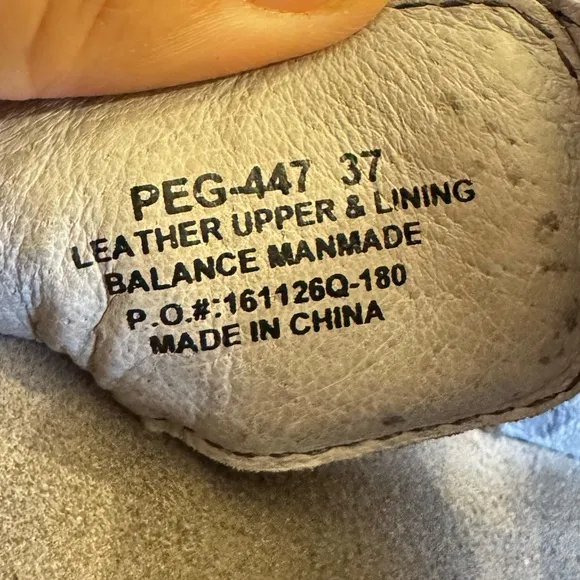 PEG-447 37
LEATHER UPPER & LINING
BALANCE MANMADE
P.O.#:161126Q-180
MADE IN CHINA